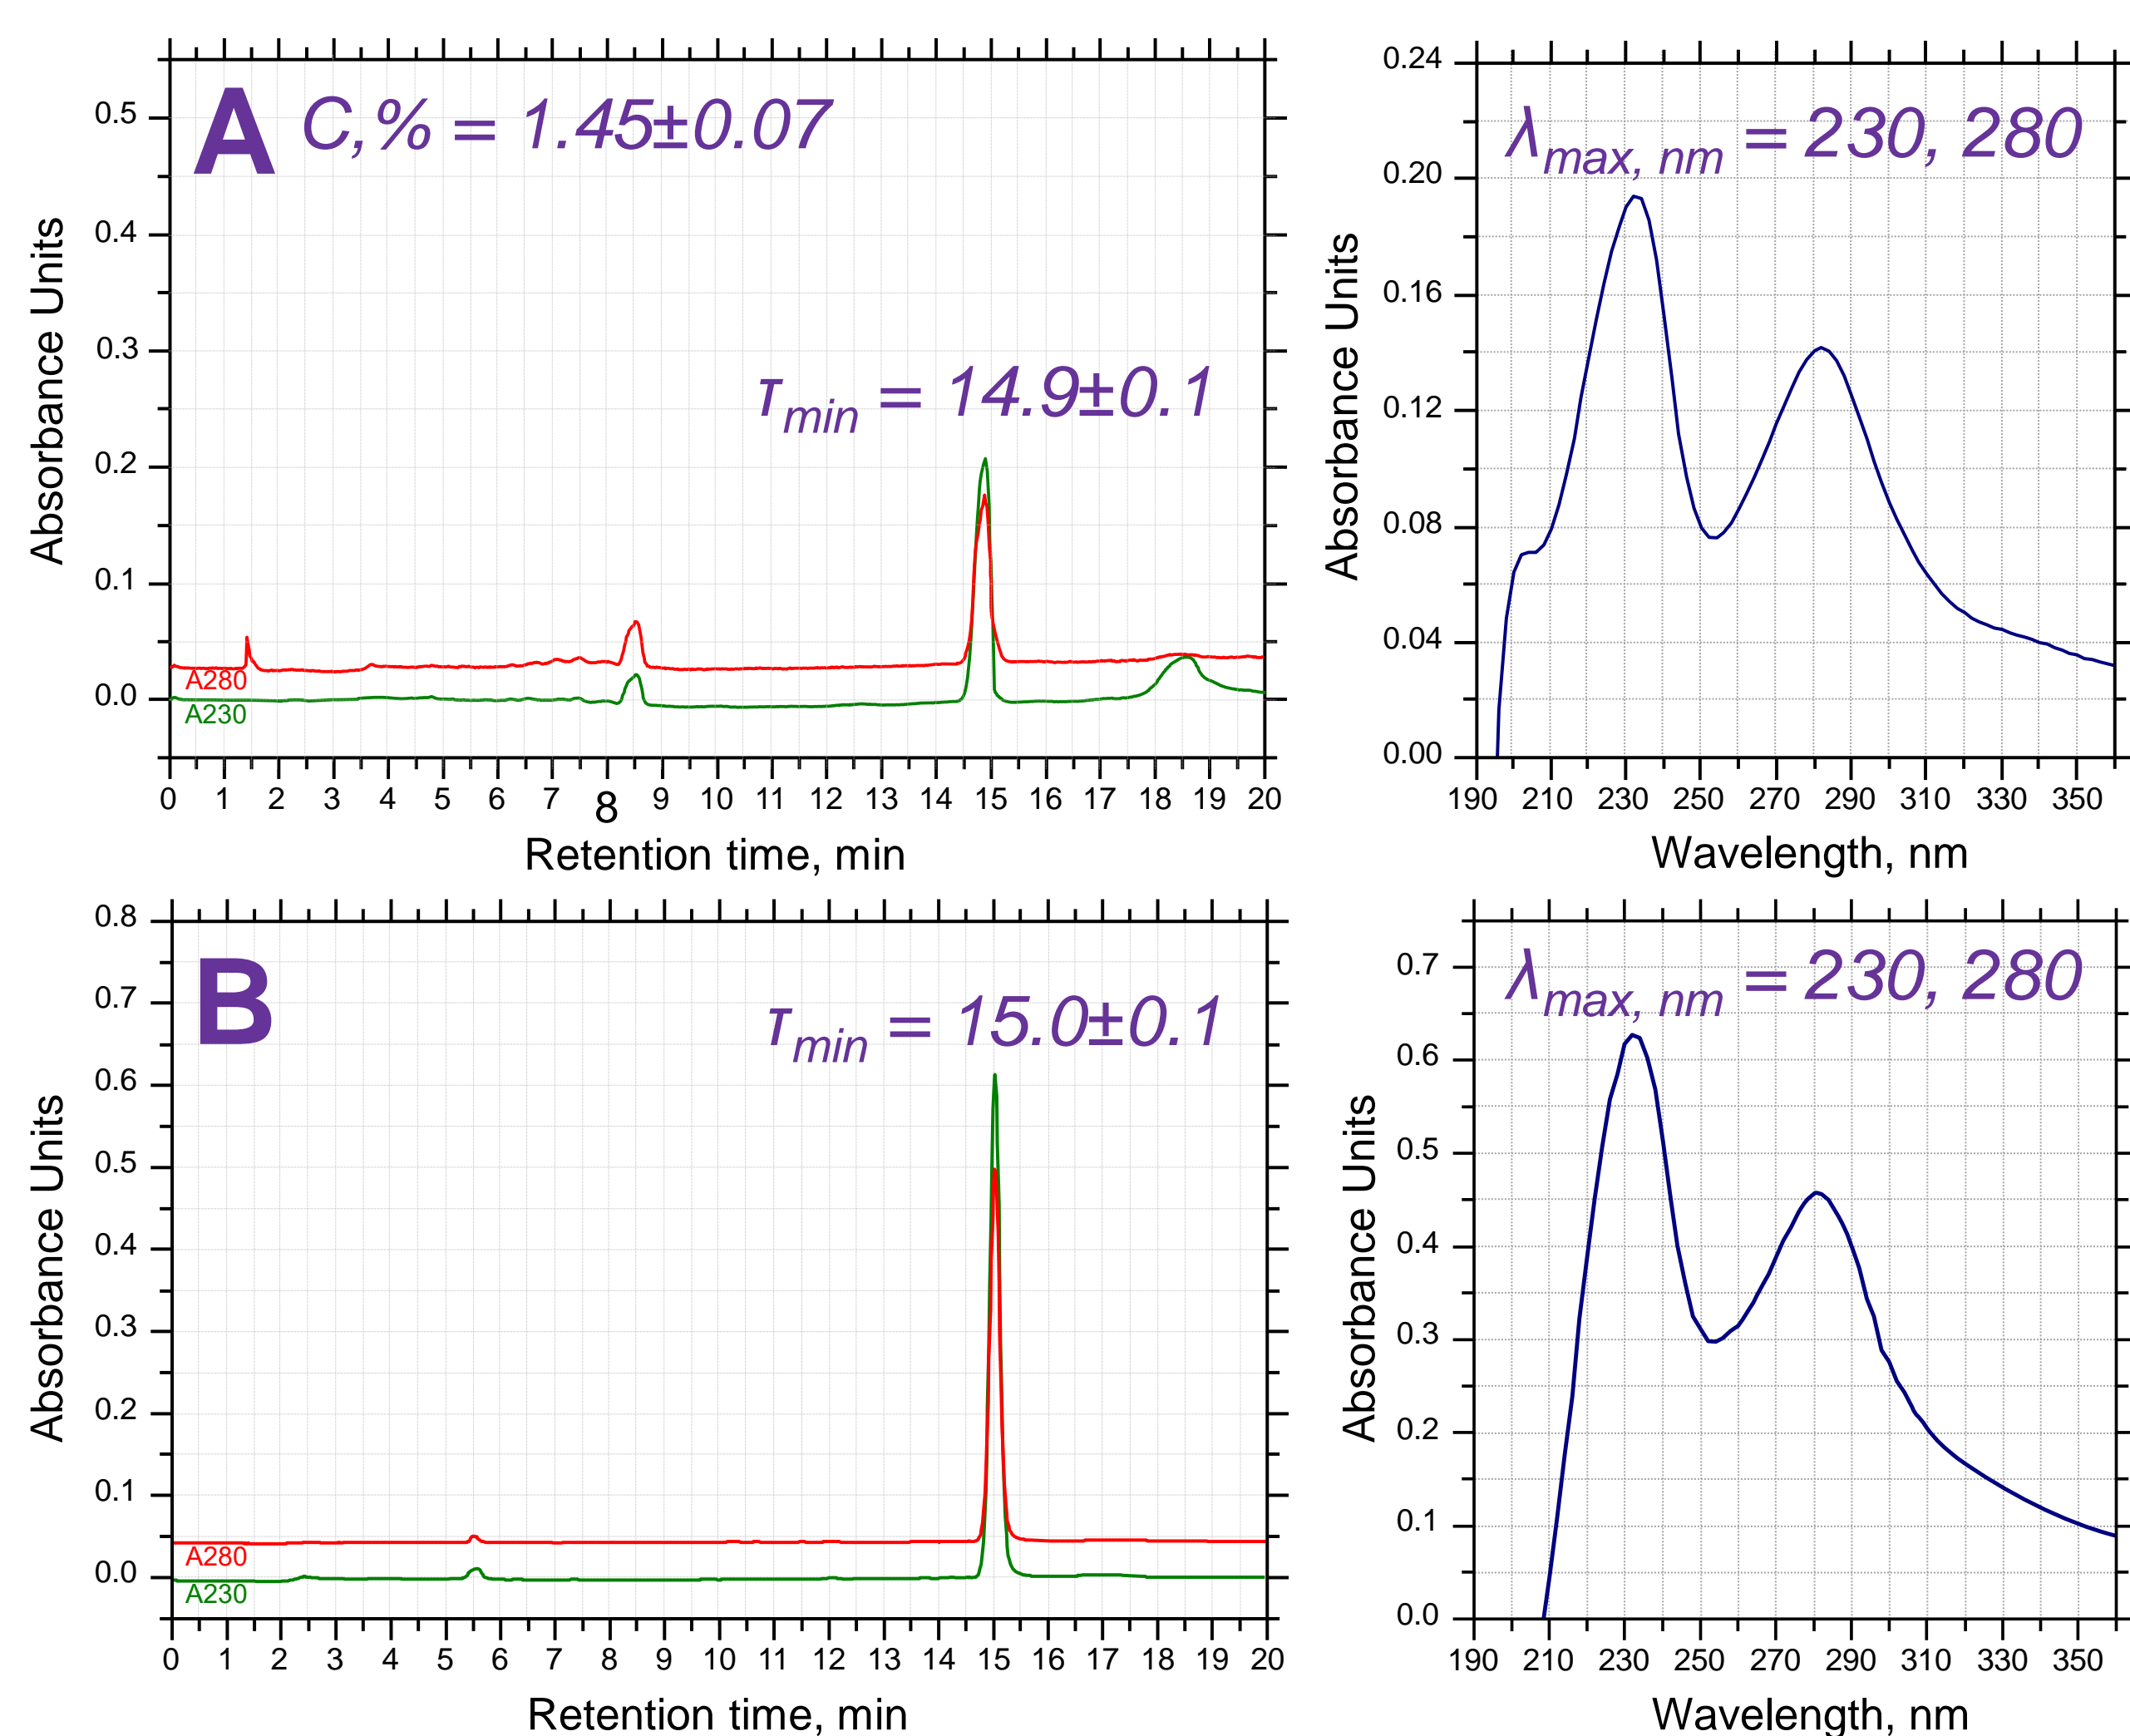 A C,% = 1.45±0.07
τmin = 14.9±0.1
Absorbance Units
0.5
0.4
0.3
0.2
0.1
0.0
A280
A230
0 1 2 3 4 5 6 7 8 9 10 11 12 13 14 15 16 17 18 19 20
Retention time, min
λmax, nm = 230, 280
Absorbance Units
0.24
0.20
0.16
0.12
0.08
0.04
0.00
190 210 230 250 270 290 310 330 350
Wavelength, nm
B
τmin = 15.0±0.1
Absorbance Units
0.8
0.7
0.6
0.5
0.4
0.3
0.2
0.1
0.0
A280
A230
0 1 2 3 4 5 6 7 8 9 10 11 12 13 14 15 16 17 18 19 20
Retention time, min
λmax, nm = 230, 280
Absorbance Units
0.7
0.6
0.5
0.4
0.3
0.2
0.1
0.0
190 210 230 250 270 290 310 330 350
Wavelength, nm